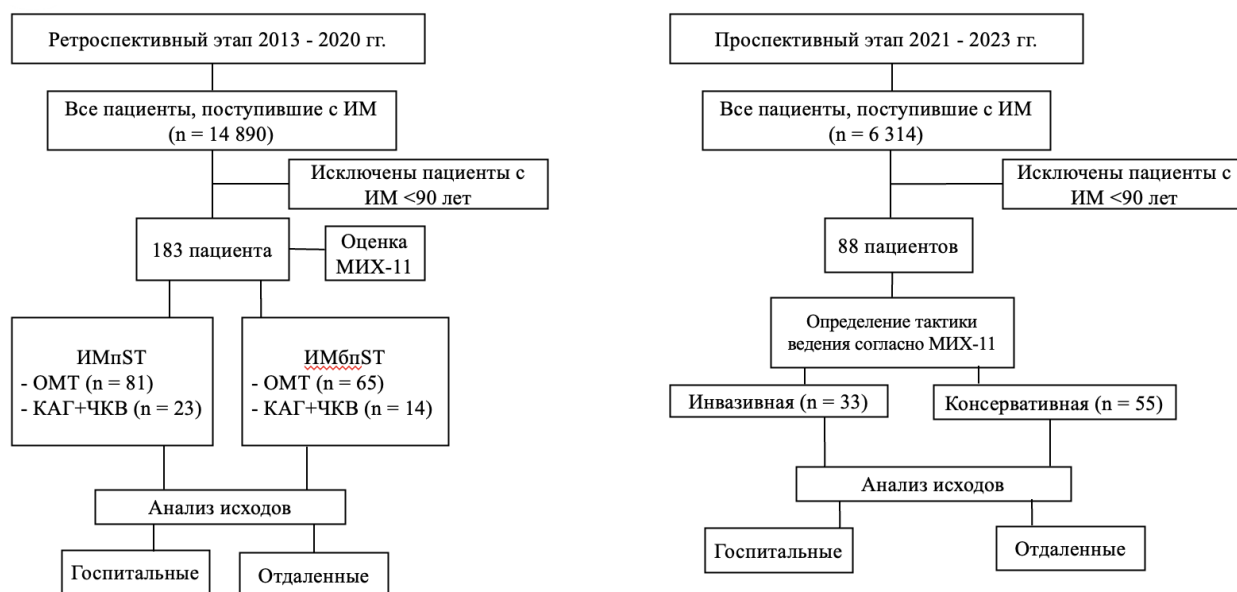 Ретроспективный этап 2013 - 2020 гг.
Все пациенты, поступившие с ИМ
(n = 14 890)
Исключены пациенты с
ИМ <90 лет
183 пациента
Оценка
МИХ-11
ИМпST
- ОМТ (n = 81)
- КАГ+ЧКВ (n = 23)
ИМбпST
- ОМТ (n = 65)
- КАГ+ЧКВ (n = 14)
Анализ исходов
Госпитальные
Отдаленные
Проспективный этап 2021 - 2023 гг.
Все пациенты, поступившие с ИМ
(n = 6 314)
Исключены пациенты с
ИМ <90 лет
88 пациентов
Определение тактики
ведения согласно МИХ-11
Инвазивная (n = 33)
Консервативная (n = 55)
Анализ исходов
Госпитальные
Отдаленные